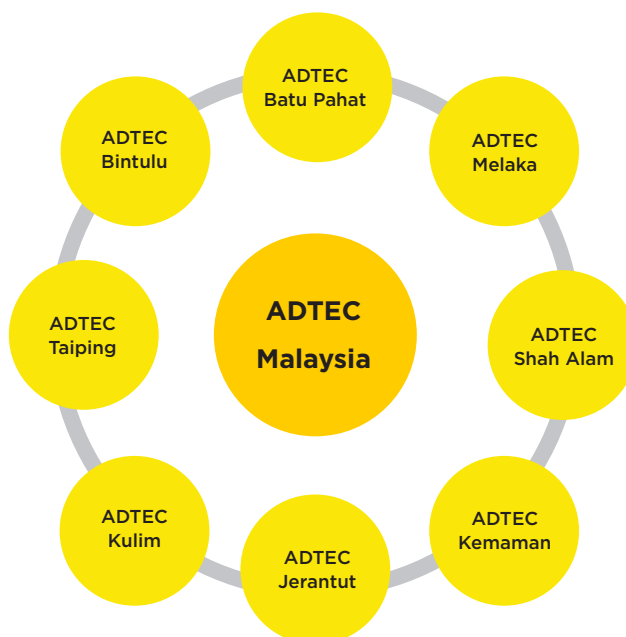 ADTEC
Batu Pahat
ADTEC
Melaka
ADTEC
Shah Alam
ADTEC
Kemaman
ADTEC
Jerantut
ADTEC
Kulim
ADTEC
Taiping
ADTEC
Bintulu
ADTEC
Malaysia